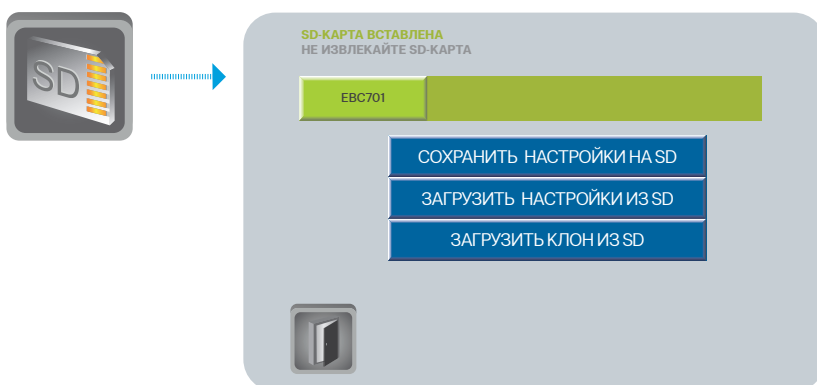 SD
SD-КАРТА ВСТАВЛЕНА
НЕ ИЗВЛЕКАЙТЕ SD-КАРТА
EBC701
СОХРАНИТЬ НАСТРОЙКИ НА SD
ЗАГРУЗИТЬ НАСТРОЙКИ ИЗ SD
ЗАГРУЗИТЬ КЛОН ИЗ SD